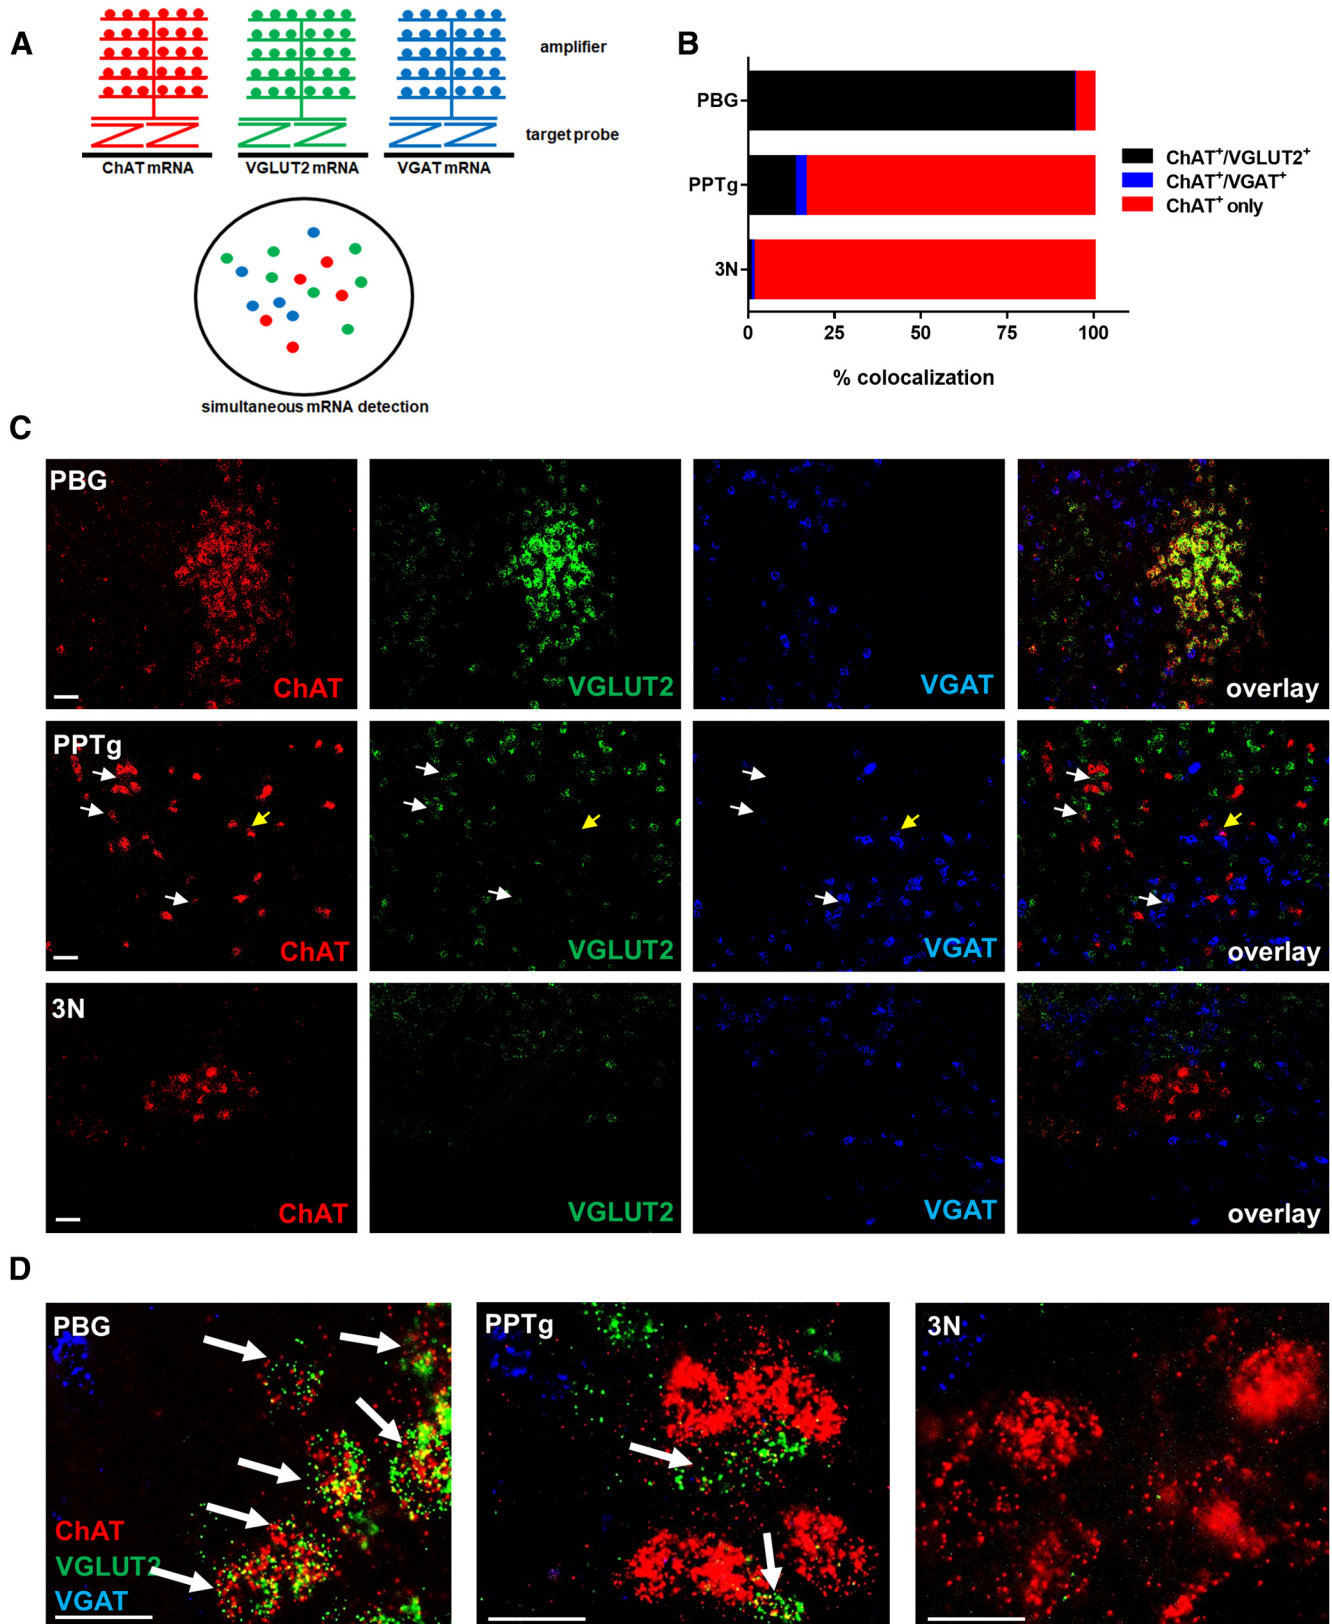 A
amplifier
target probe
ChAT mRNA
VGLUT2 mRNA
VGAT mRNA
simultaneous mRNA detection
B
PBG
PPTg
3N
0 25 50 75 100
% colocalization
ChAT⁺/VGLUT2⁺
ChAT⁺/VGAT⁺
ChAT⁺ only
C
PBG
ChAT
VGLUT2
VGAT
overlay
PPTg
ChAT
VGLUT2
VGAT
overlay
3N
ChAT
VGLUT2
VGAT
overlay
D
PBG
ChAT
VGLUT2
VGAT
PPTg
3N